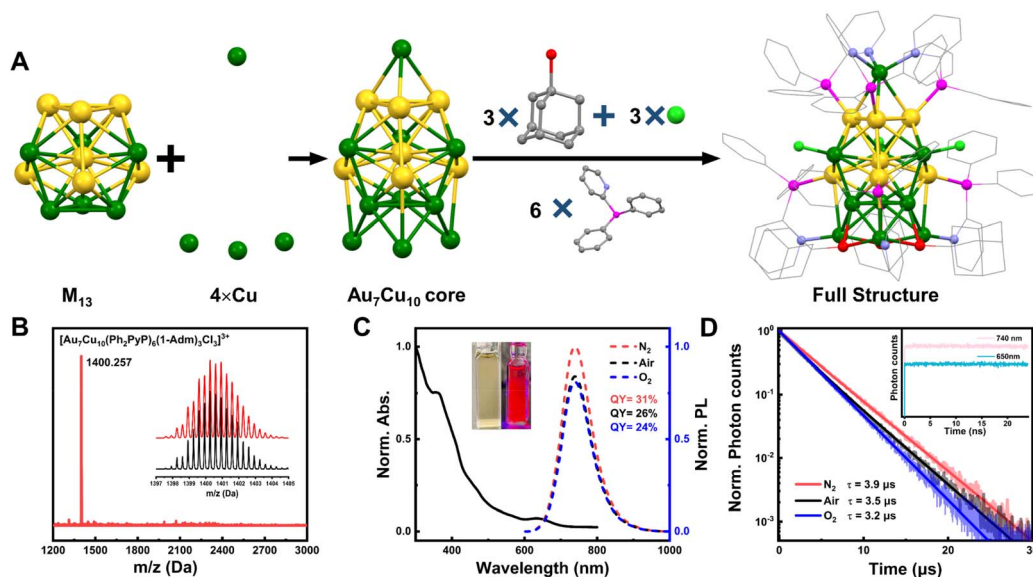 A
3× + 3×
6 ×
M₁₃
4×Cu
Au₇Cu₁₀ core
Full Structure
B
[Au₇Cu₁₀(Ph₂PyP)₆(1-Adm)₃Cl₃]³⁺
1400.257
1397 1398 1399 1400 1401 1402 1403 1404 1405
m/z (Da)
1200 1500 1800 2100 2400 2700 3000
m/z (Da)
C
Norm. Abs.
1.0
0.5
0.0
N₂
Air
O₂
QY= 31%
QY= 26%
QY= 24%
1.0
0.5
0.0
Norm. PL
400 600 800 1000
Wavelength (nm)
D
Norm. Photon counts
10⁰
10⁻¹
10⁻²
10⁻³
Photon counts
740 nm
650nm
0 10 20
Time (ns)
N₂ τ = 3.9 μs
Air τ = 3.5 μs
O₂ τ = 3.2 μs
0 10 20
Time (μs)